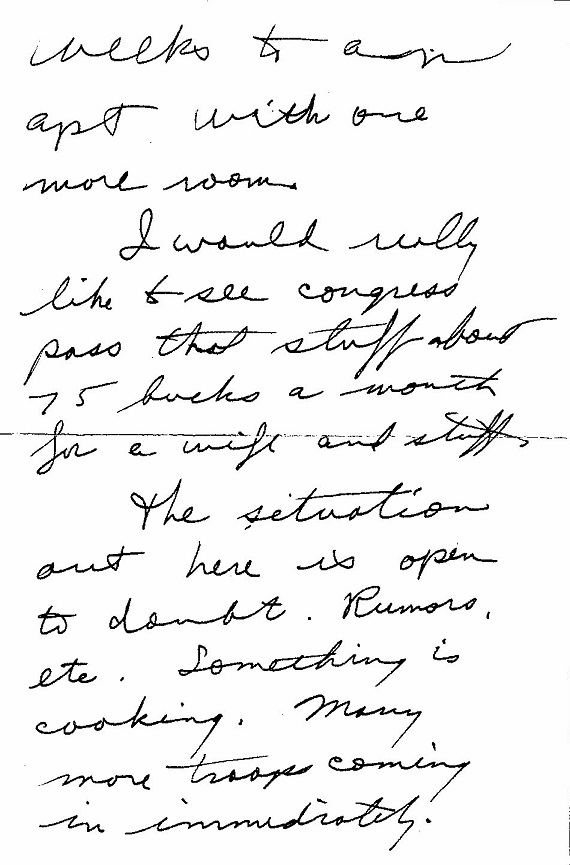 weeks to an
apt with one
more room.
I would really
like to see congress
pass that stuff about
75 bucks a month
for a wife and stuff.
The situation
out here is open
to doubt. Rumors,
etc. Something is
cooking. Many
more troops coming
in immediately.